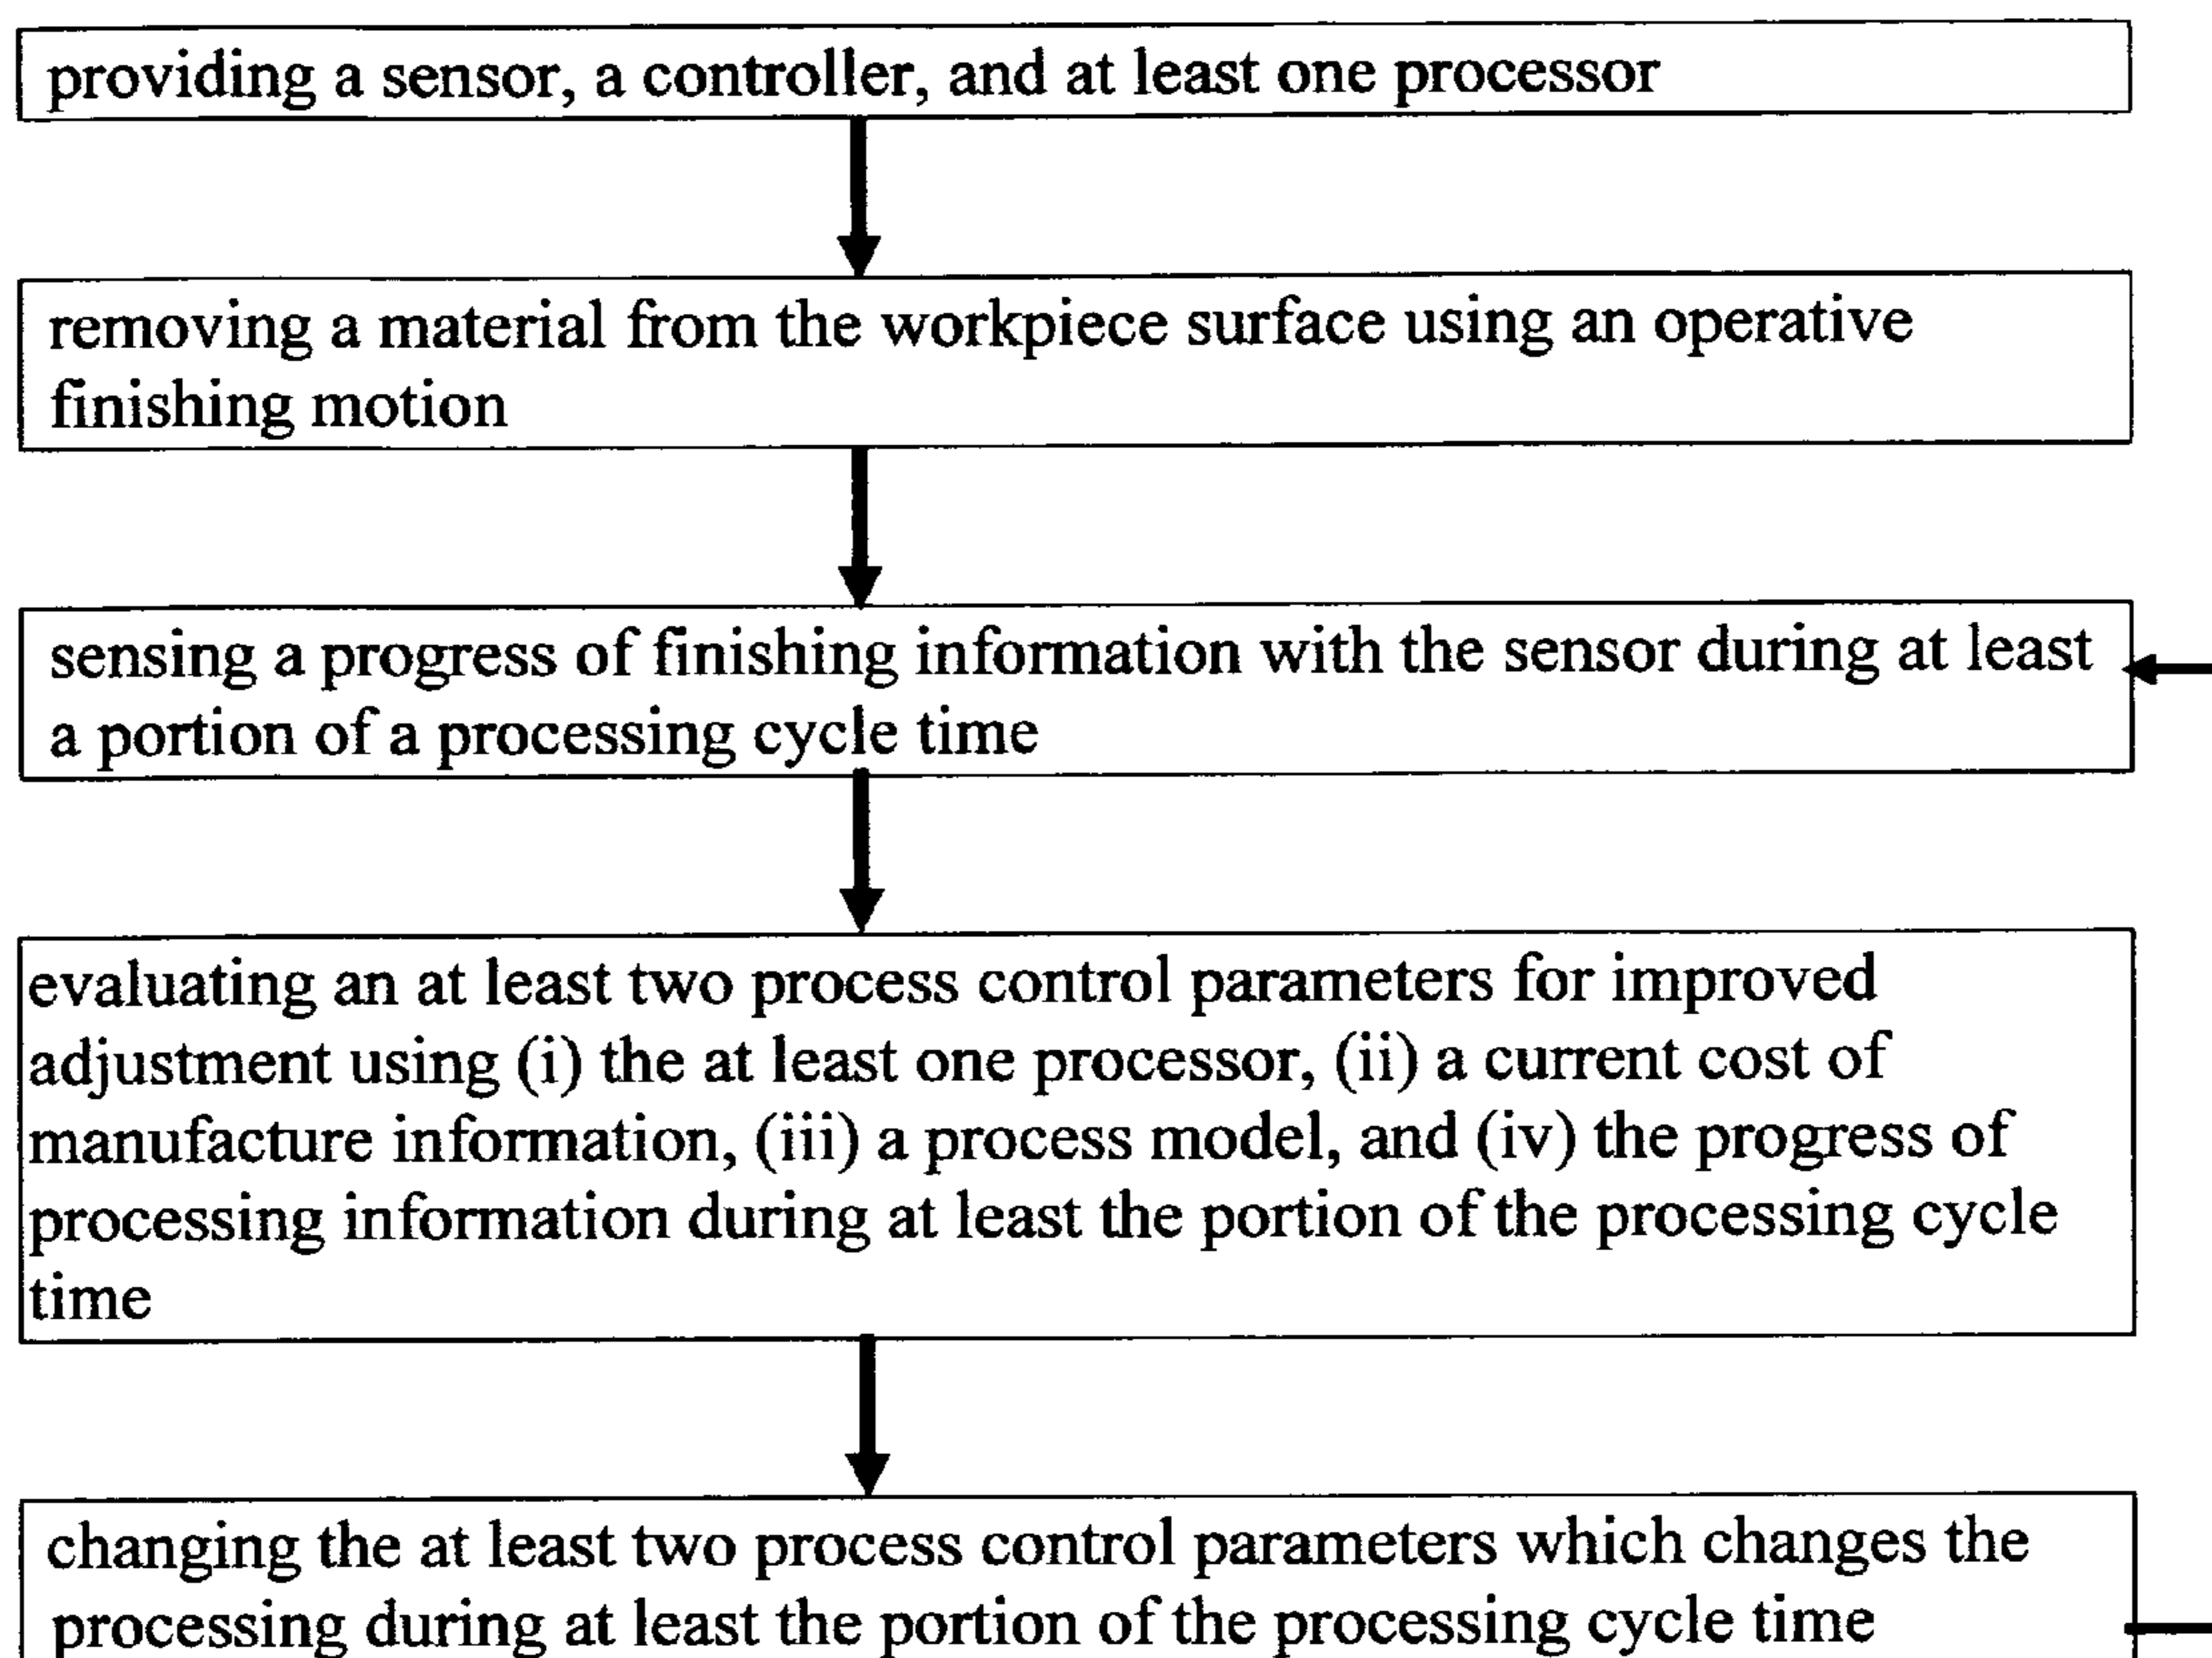 providing a sensor, a controller, and at least one processor
removing a material from the workpiece surface using an operative
finishing motion
sensing a progress of finishing information with the sensor during at least
a portion of a processing cycle time
evaluating an at least two process control parameters for improved
adjustment using (i) the at least one processor, (ii) a current cost of
manufacture information, (iii) a process model, and (iv) the progress of
processing information during at least the portion of the processing cycle
time
changing the at least two process control parameters which changes the
processing during at least the portion of the processing cycle time